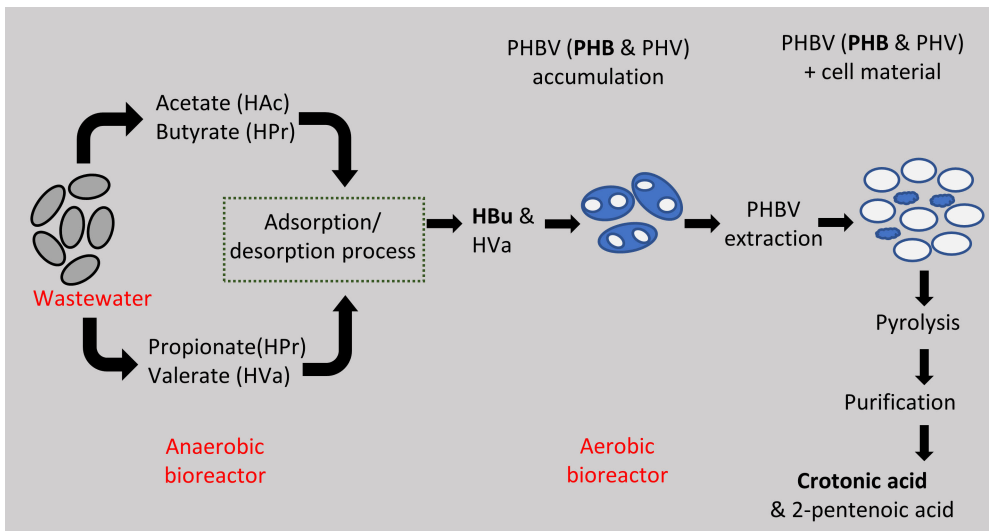 PHBV (PHB & PHV)
accumulation
PHBV (PHB & PHV)
+ cell material
Acetate (HAc)
Butyrate (HPr)
Adsorption/
desorption process
HBu &
HVa
PHBV
extraction
Wastewater
Propionate(HPr)
Valerate (HVa)
Pyrolysis
Purification
Anaerobic
bioreactor
Aerobic
bioreactor
Crotonic acid
& 2-pentenoic acid